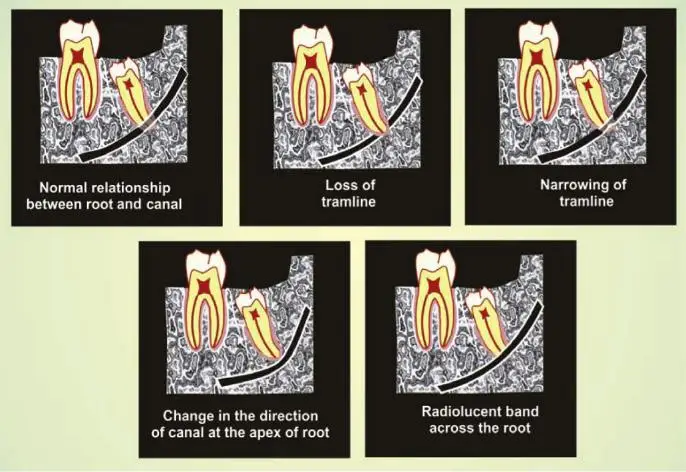 Normal relationship
between root and canal
Loss of
tramline
Narrowing of
tramline
Change in the direction
of canal at the apex of root
Radiolucent band
across the root